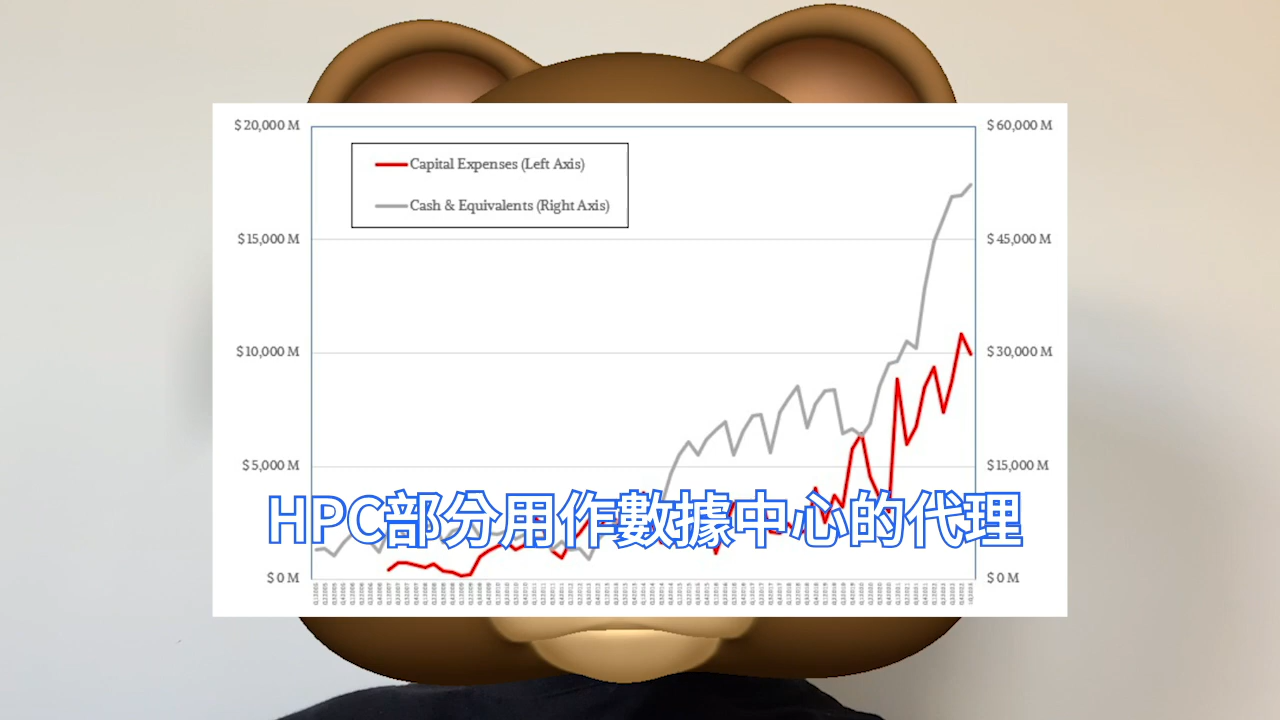 $ 20,000 M
$ 60,000 M
Capital Expenses (Left Axis)
Cash & Equivalents (Right Axis)
$ 15,000 M
$ 45,000 M
$ 10,000 M
$ 30,000 M
$ 5,000 M
$ 15,000 M
HPC部分用作數據中心的代理
$ 0 M
$ 0 M